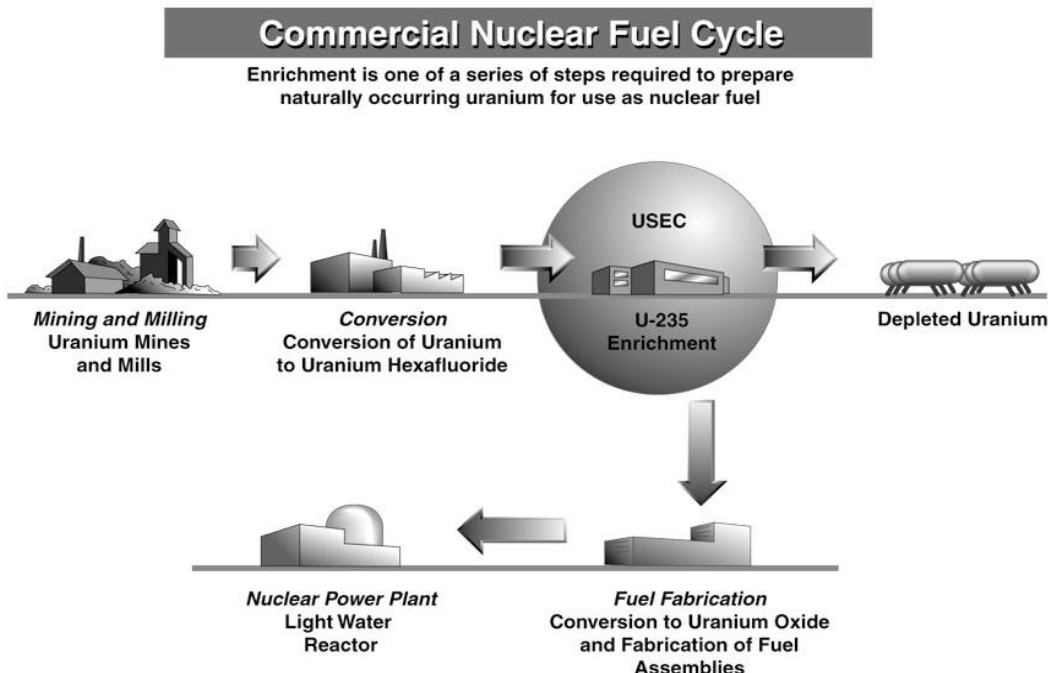 Commercial Nuclear Fuel Cycle
Enrichment is one of a series of steps required to prepare
naturally occurring uranium for use as nuclear fuel
USEC
U-235
Enrichment
Mining and Milling
Uranium Mines
and Mills
Conversion
Conversion of Uranium
to Uranium Hexafluoride
Depleted Uranium
Nuclear Power Plant
Light Water
Reactor
Fuel Fabrication
Conversion to Uranium Oxide
and Fabrication of Fuel
Assemblies